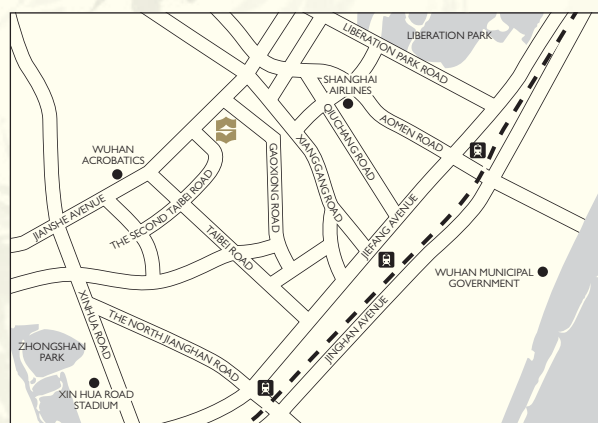 LIBERATION PARK
LIBERATION PARK ROAD
SHANGHAI
AIRLINES
AOMEN ROAD
QIUCHANG ROAD
XIANGGANG ROAD
GAOXIONG ROAD
WUHAN
ACROBATICS
JIANSHE AVENUE
THE SECOND TAIBEI ROAD
TAIBEI ROAD
JIEFANG AVENUE
WUHAN MUNICIPAL
GOVERNMENT
XINHUA ROAD
THE NORTH JIANGHAN ROAD
JINGHAN AVENUE
ZHONGSHAN
PARK
XIN HUA ROAD
STADIUM